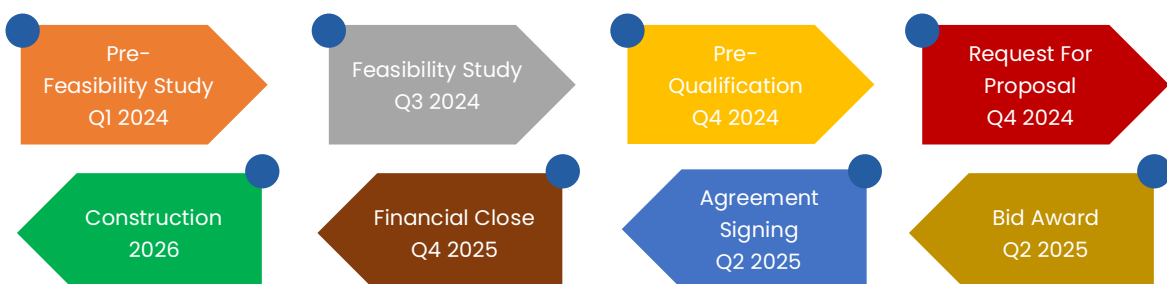 Pre-
Feasibility Study
Q1 2024
Feasibility Study
Q3 2024
Pre-
Qualification
Q4 2024
Request For
Proposal
Q4 2024
Construction
2026
Financial Close
Q4 2025
Agreement
Signing
Q2 2025
Bid Award
Q2 2025